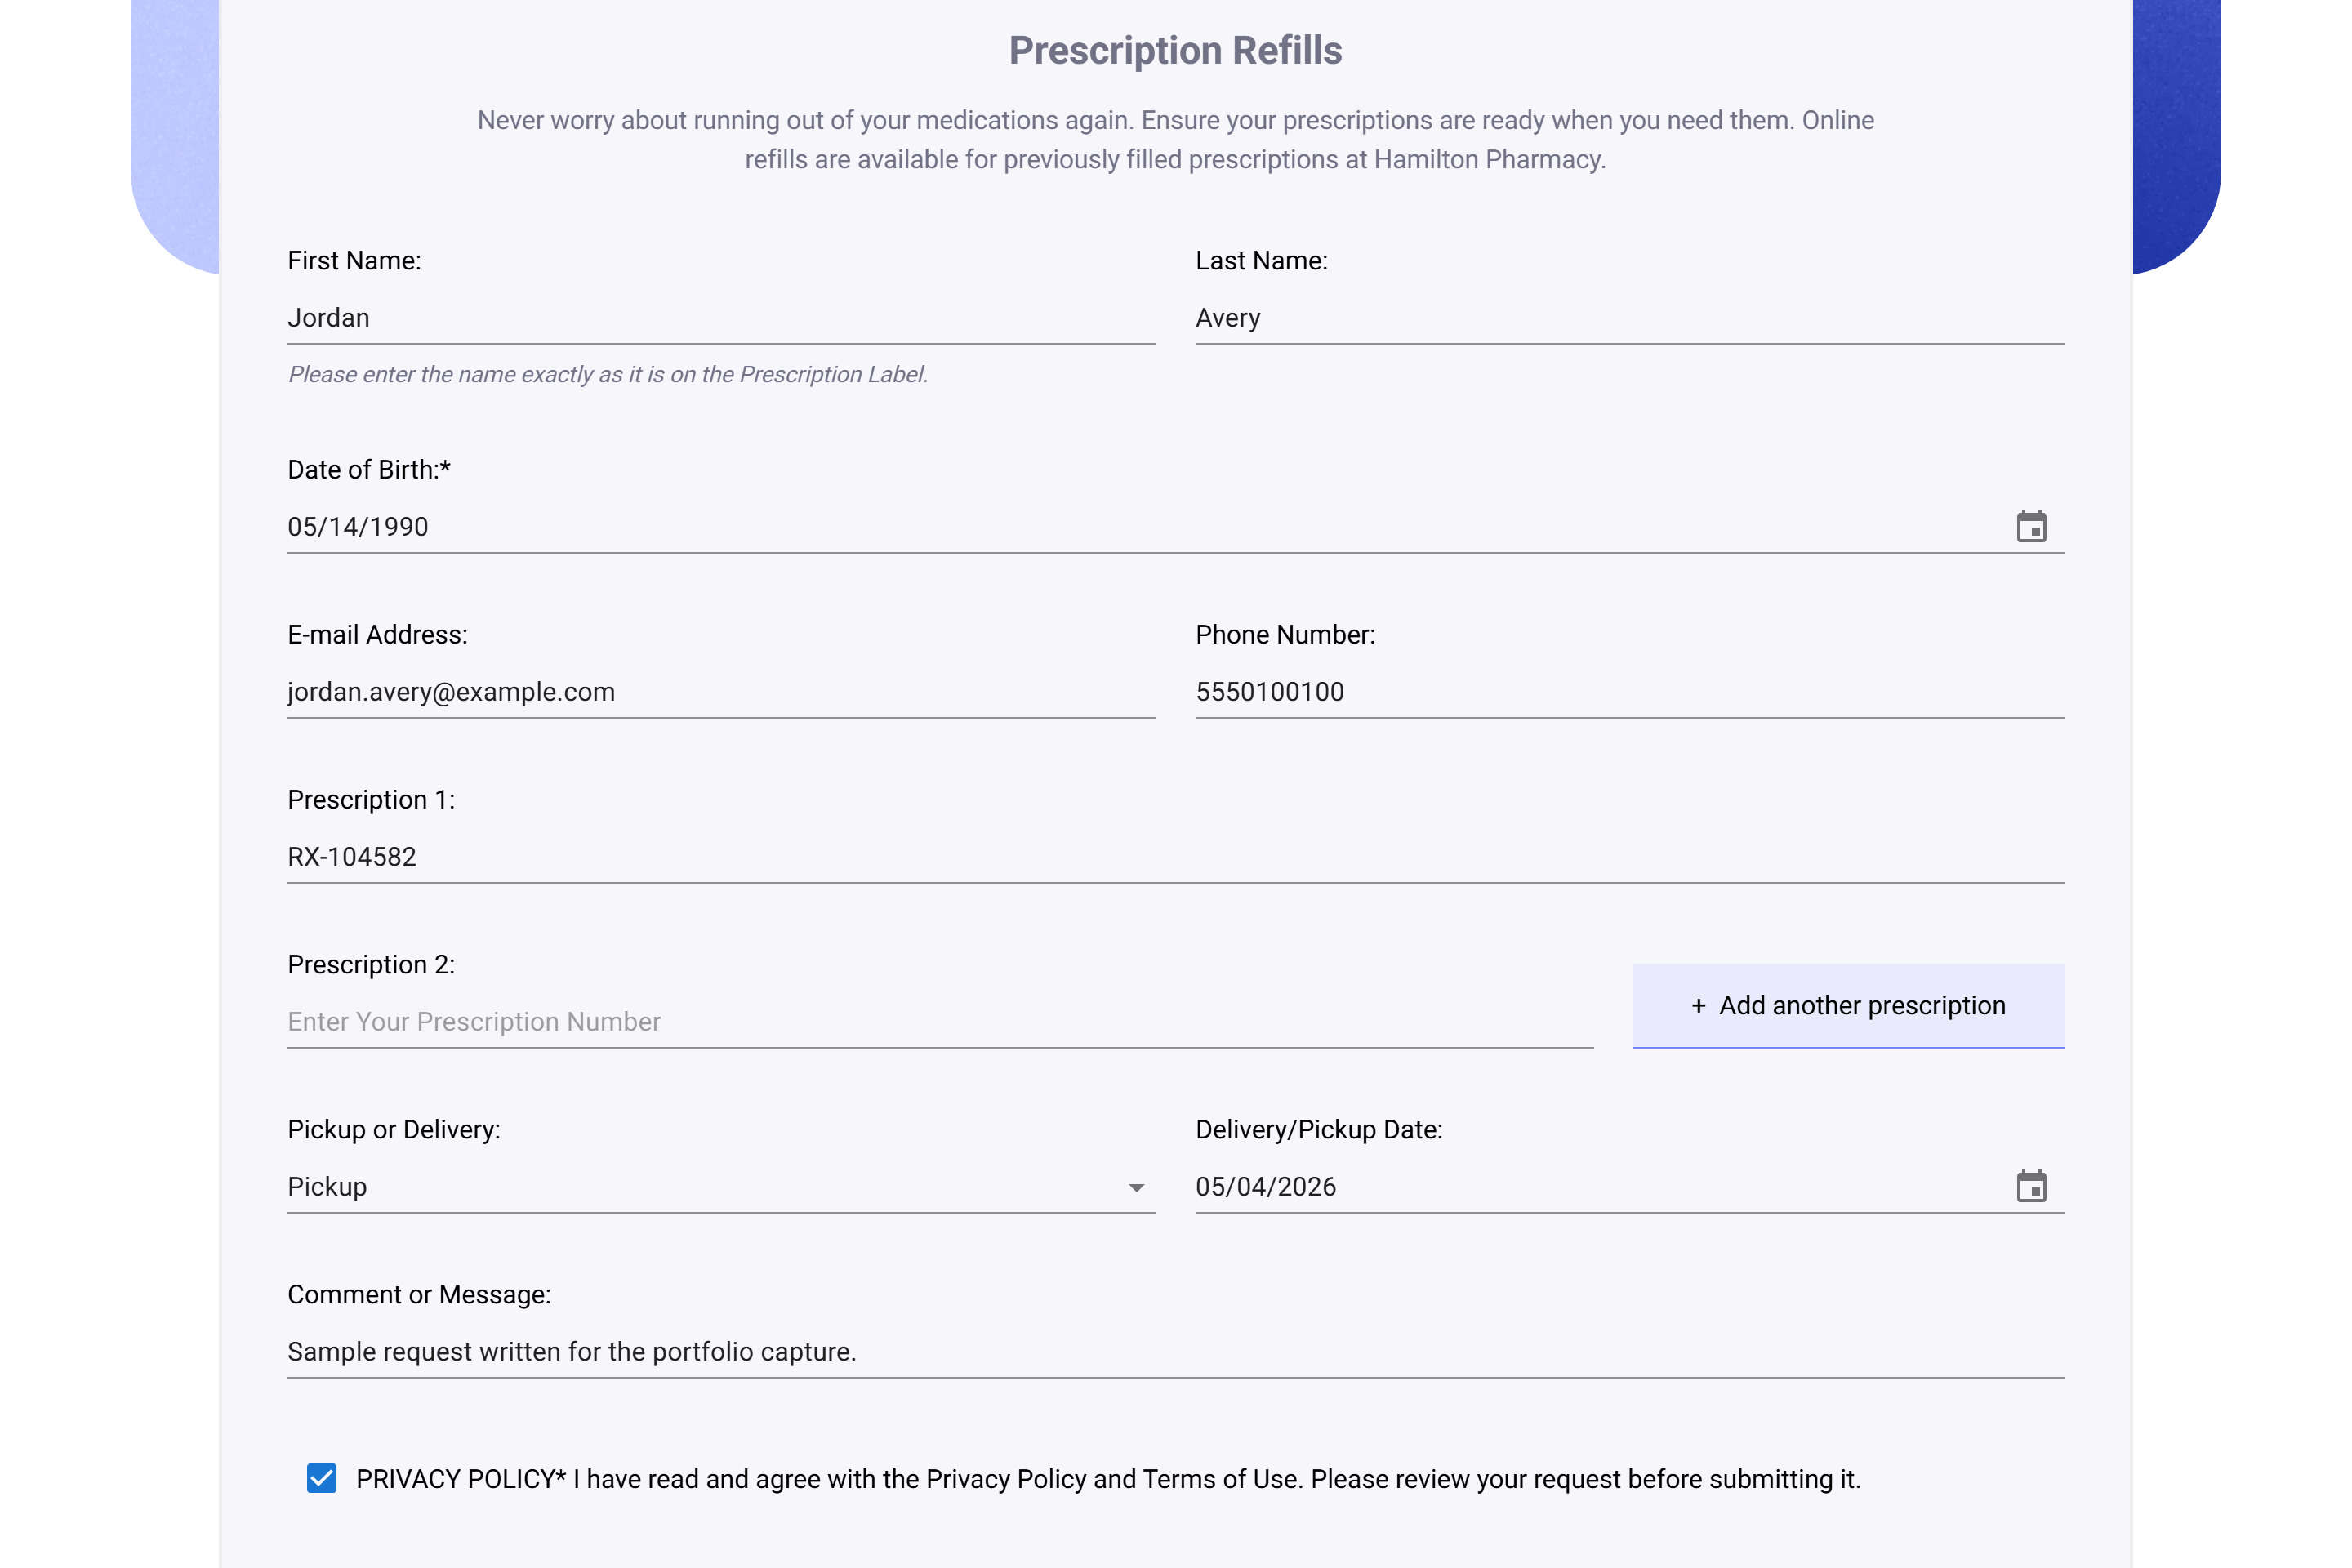 Prescription Refills
Never worry about running out of your medications again. Ensure your prescriptions are ready when you need them. Online
refills are available for previously filled prescriptions at Hamilton Pharmacy.
First Name:
Last Name:
Jordan
Avery
Please enter the name exactly as it is on the Prescription Label.
Date of Birth:*
05/14/1990
E-mail Address:
Phone Number:
jordan.avery@example.com
5550100100
Prescription 1:
RX-104582
Prescription 2:
Enter Your Prescription Number
+ Add another prescription
Pickup or Delivery:
Delivery/Pickup Date:
Pickup
05/04/2026
Comment or Message:
Sample request written for the portfolio capture.
PRIVACY POLICY* I have read and agree with the Privacy Policy and Terms of Use. Please review your request before submitting it.